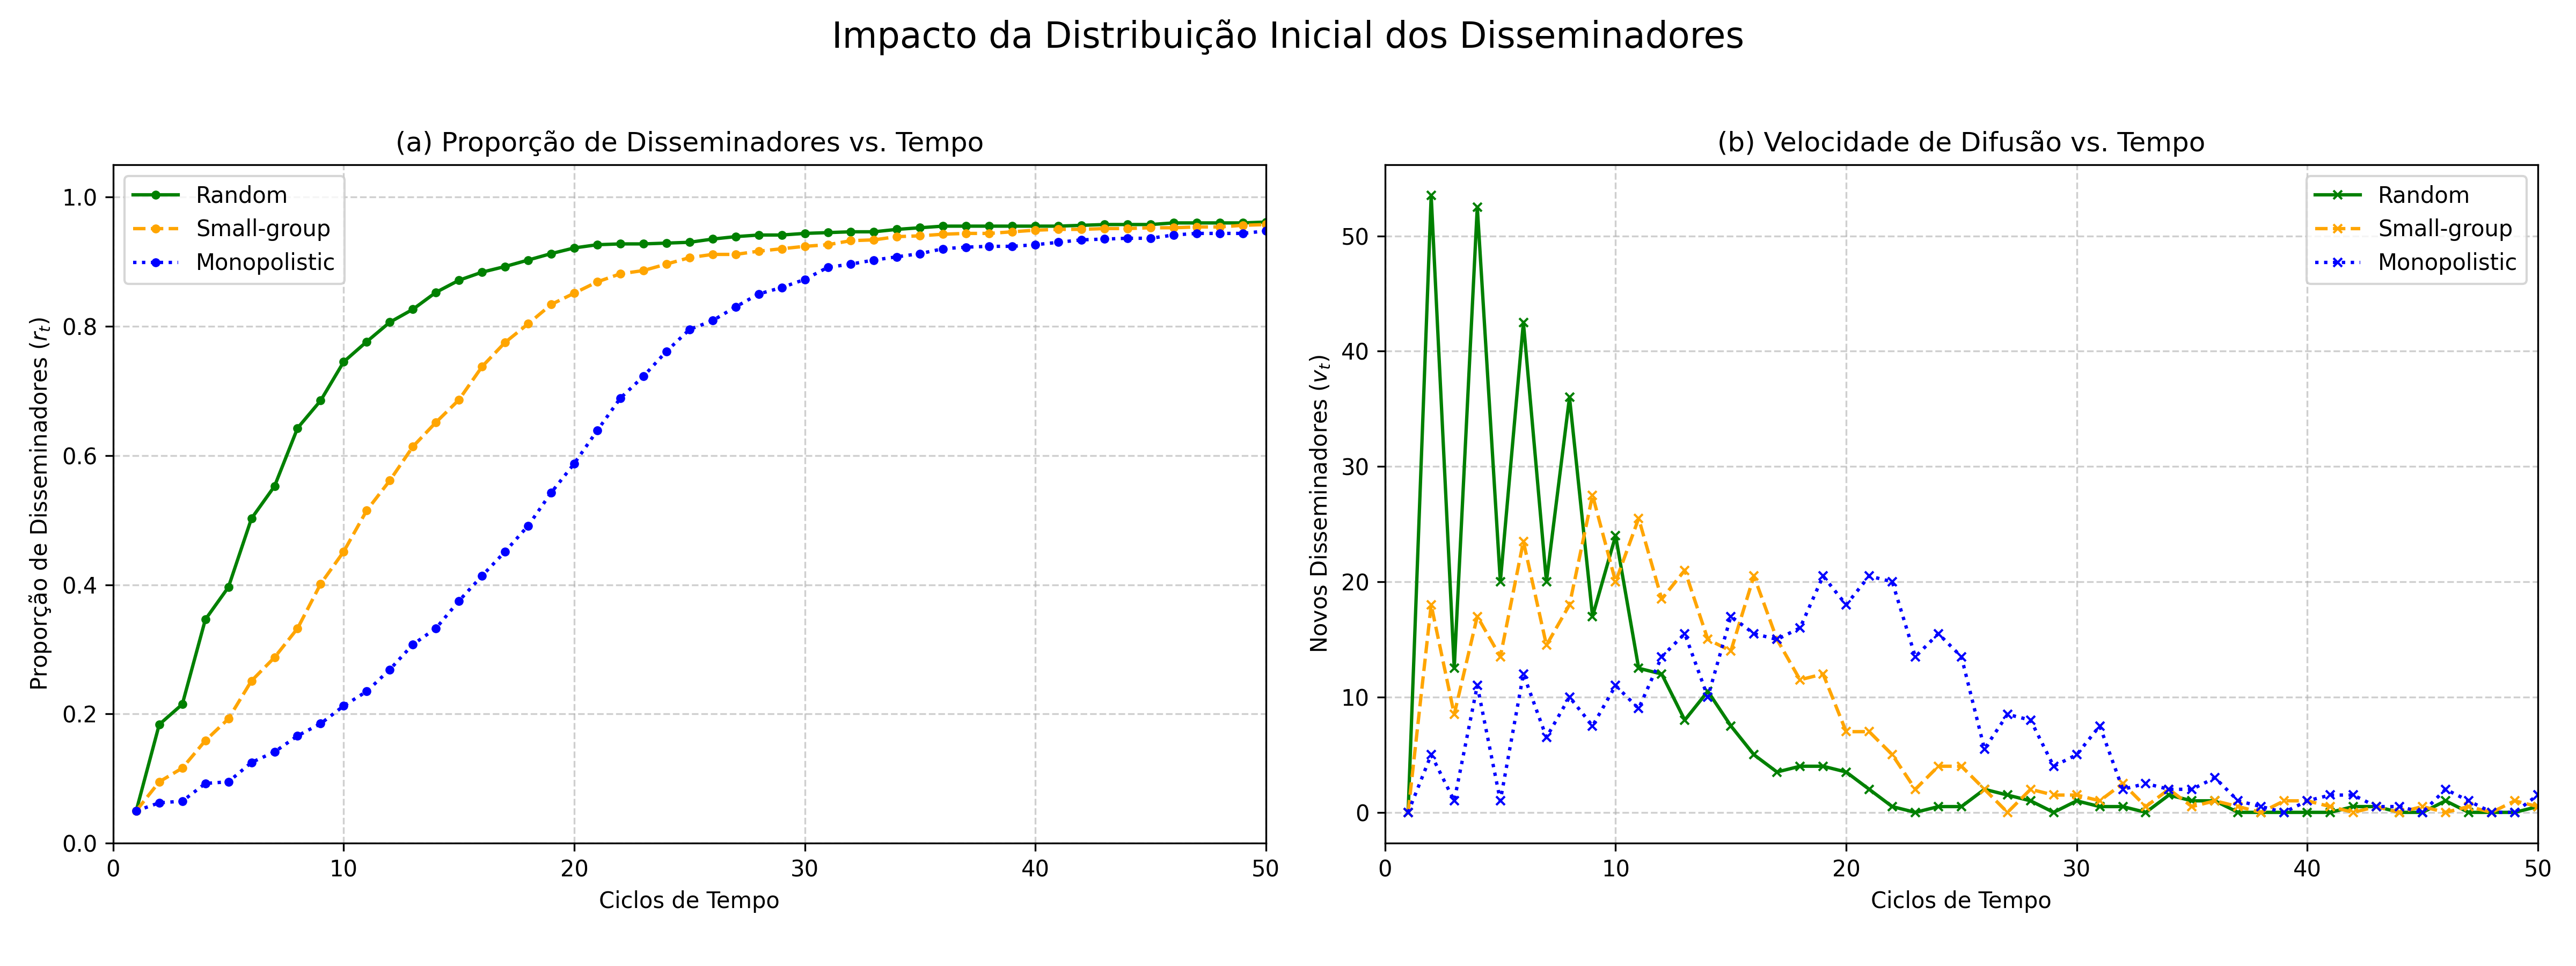 Impacto da Distribuição Inicial dos Disseminadores
(a) Proporção de Disseminadores vs. Tempo
Random
Small-group
Monopolistic
Proporção de Disseminadores (r_t)
1.0
0.8
0.6
0.4
0.2
0.0
0 10 20 30 40 50
Ciclos de Tempo
(b) Velocidade de Difusão vs. Tempo
Random
Small-group
Monopolistic
Novos Disseminadores (v_t)
50
40
30
20
10
0
0 10 20 30 40 50
Ciclos de Tempo